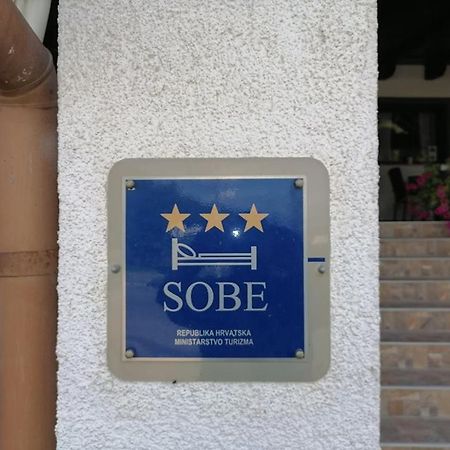 SOBE
REPUBLIKA HRVATSKA
MINISTARSTVO TURIZMA